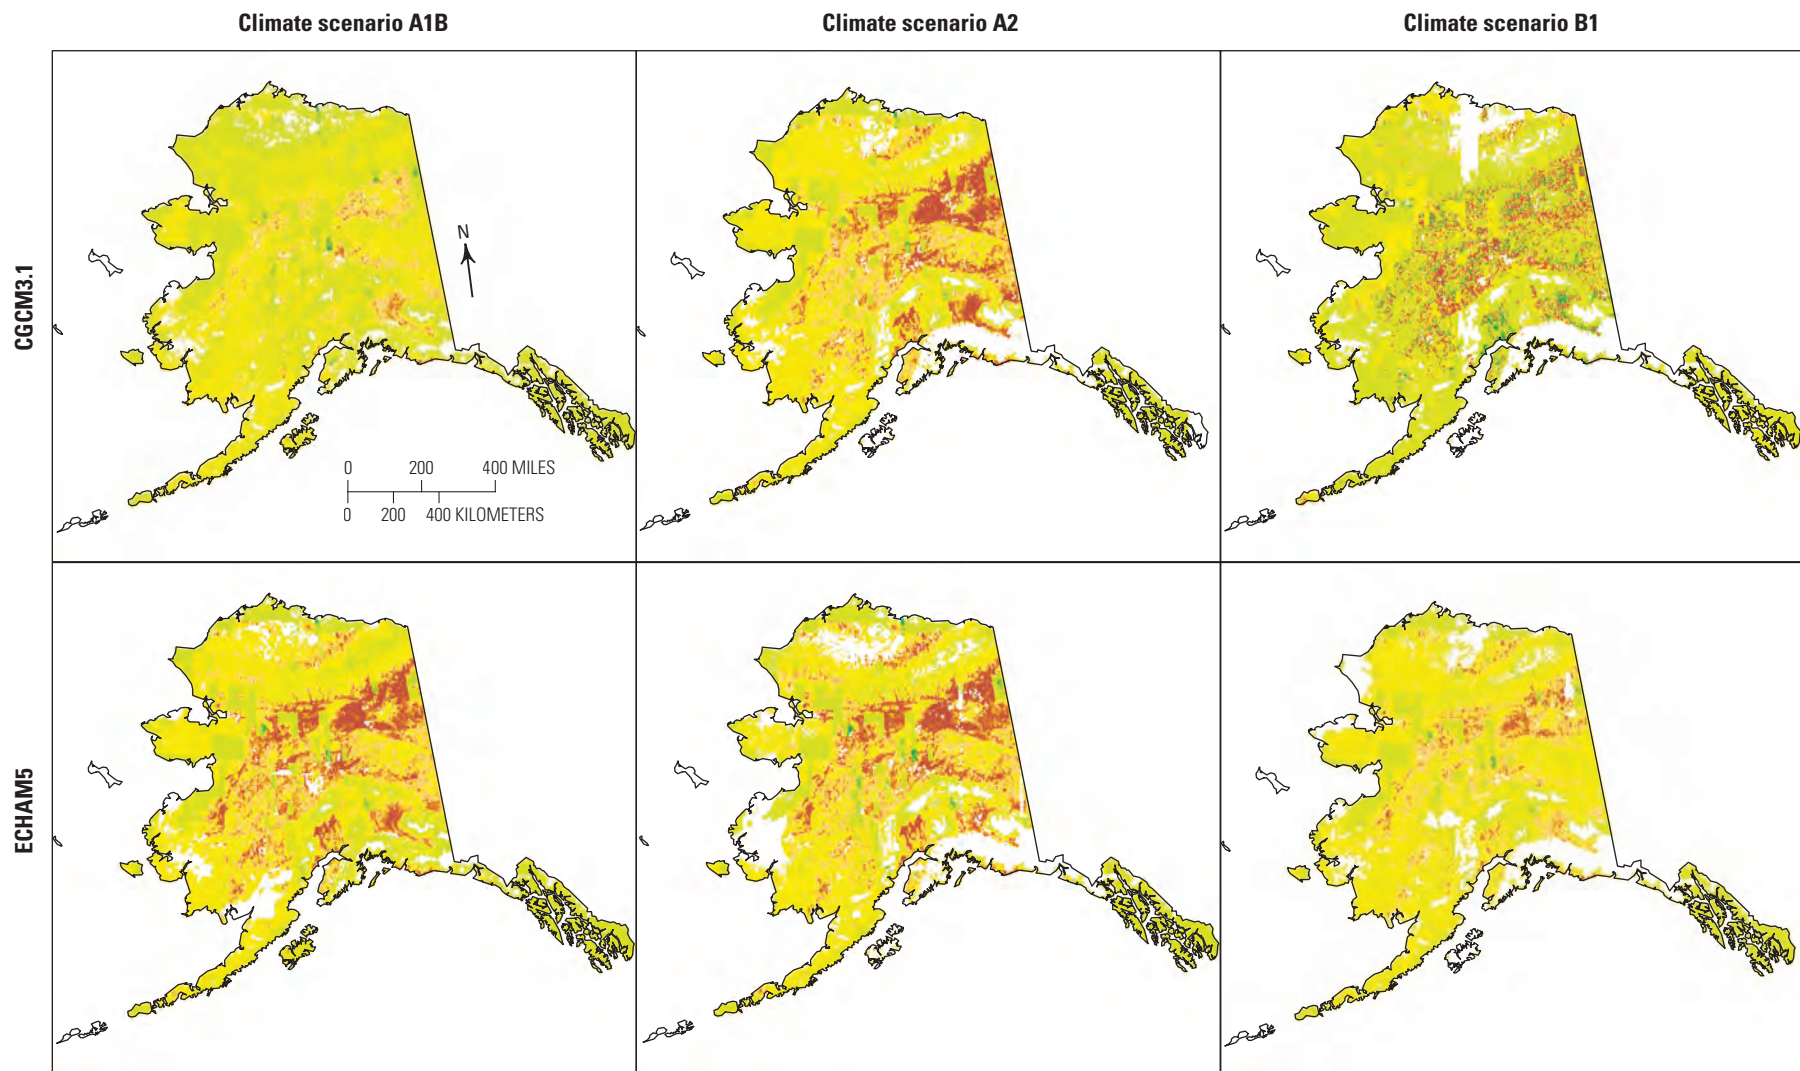 Climate scenario A1B
Climate scenario A2
Climate scenario B1
CGCM3.1
N
0 200 400 MILES
0 200 400 KILOMETERS
ECHAM5